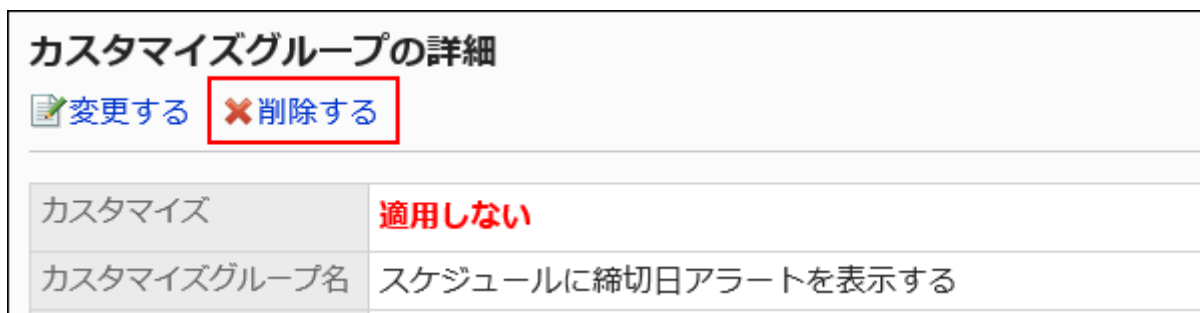 カスタマイズグループの詳細
変更する 削除する
カスタマイズ 適用しない
カスタマイズグループ名 スケジュールに締切日アラートを表示する